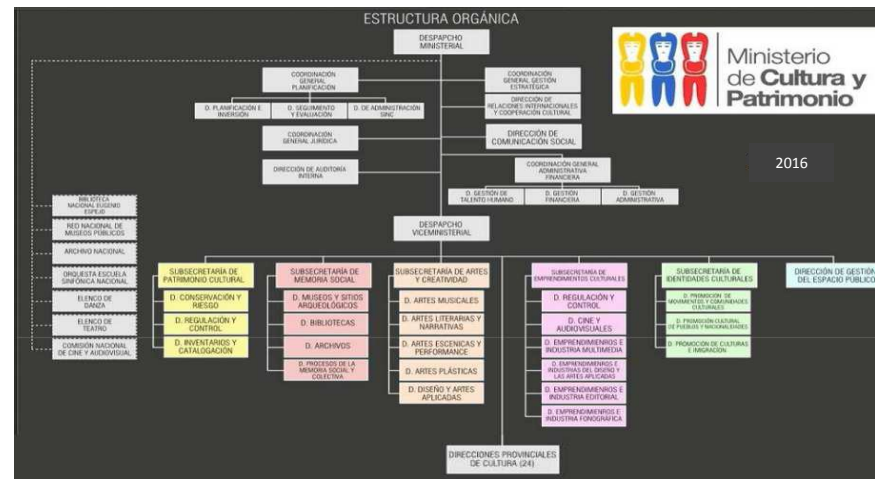 ESTRUCTURA ORGÁNICA
DESPAPCHO
MINISTERIAL
Ministerio
de Cultura y
Patrimonio
2016
COORDINACIÓN
GENERAL
PLANIFICACIÓN
COORDINACIÓN
GENERAL GESTIÓN
ESTRATÉGICA
D. PLANIFICACIÓN E
INVERSIÓN
D. SEGUIMIENTO
Y EVALUACIÓN
D. DE ADMINISTRACIÓN
SINC
DIRECCIÓN DE
RELACIONES INTERNACIONALES
Y COOPERACIÓN CULTURAL
COORDINACIÓN
GENERAL JURÍDICA
DIRECCIÓN DE
COMUNICACIÓN SOCIAL
DIRECCIÓN DE AUDITORÍA
INTERNA
COORDINACIÓN GENERAL
ADMINISTRATIVA
FINANCIERA
D. GESTIÓN DE
TALENTO HUMANO
D. GESTIÓN
FINANCIERA
D. GESTIÓN
ADMINISTRATIVA
DESPAPCHO
VICEMINISTERIAL
BIBLIOTECA
NACIONAL EUGENIO
ESPEJO
RED NACIONAL DE
MUSEOS PÚBLICOS
ARCHIVO NACIONAL
ORQUESTA ESCUELA
SINFÓNICA NACIONAL
ELENCO DE
DANZA
ELENCO DE
TEATRO
COMISIÓN NACIONAL
DE CINE Y AUDIOVISUAL
SUBSECRETARÍA DE
PATRIMONIO CULTURAL
D. CONSERVACIÓN Y
RIESGO
D. REGULACIÓN Y
CONTROL
D. INVENTARIOS Y
CATALOGACIÓN
SUBSECRETARÍA DE
MEMORIA SOCIAL
D. MUSEOS Y SITIOS
ARQUEOLÓGICOS
D. BIBLIOTECAS
D. ARCHIVOS
D. PROCESOS DE LA
MEMORIA SOCIAL Y
COLECTIVA
SUBSECRETARÍA DE ARTES
Y CREATIVIDAD
D. ARTES MUSICALES
D. ARTES LITERARIAS Y
NARRATIVAS
D. ARTES ESCENICAS Y
PERFORMANCE
D. ARTES PLÁSTICAS
D. DISEÑO Y ARTES
APLICADAS
SUBSECRETARÍA DE
EMPRENDIMIENTOS CULTURALES
D. REGULACIÓN Y
CONTROL
D. CINE Y
AUDIOVISUALES
D. EMPRENDIMIENROS E
INDUSTRIA MULTIMEDIA
D. EMPRENDIMIENROS E
INDUSTRIAS DEL DISEÑO Y
LAS ARTES APLICADAS
D. EMPRENDIMIENROS E
INDUSTRIA EDITORIAL
D. EMPRENDIMIENROS E
INDUSTRIA FONOGRÁFICA
SUBSECRETARÍA DE
IDENTIDADES CULTURALES
D. PROMOCIÓN DE
MOVIMIENTOS Y COMUNIDADES
CULTURALES
D. PROMOCIÓN CULTURAL
DE PUEBLOS Y NACIONALIDADES
D. PROMOCIÓN DE CULTURAS
E IMIGRACIÓN
DIRECCIÓN DE GESTIÓN
DEL ESPACIO PÚBLICO
DIRECCIONES PROVINCIALES
DE CULTURA (24)